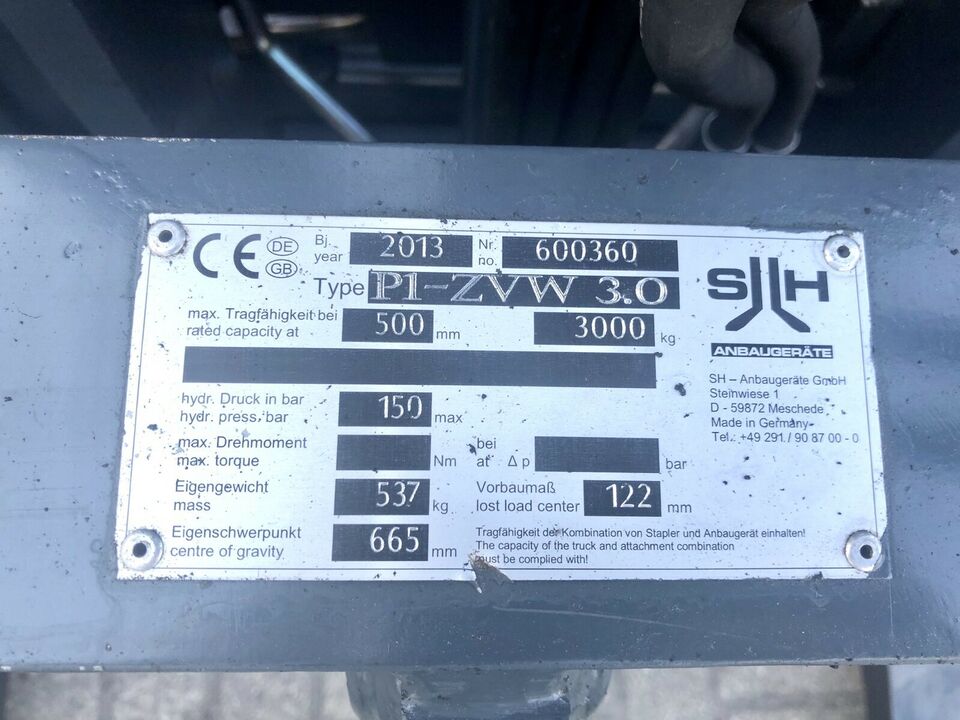 CE DE GB Bj. year 2013 Nr. no. 600360
Type P1-ZVW 3.0
max. Tragfähigkeit bei
rated capacity at 500 mm 3000 kg
hydr. Druck in bar
hydr. press. bar 150 max
max. Drehmoment
max. torque Nm bei at Δ p bar
Eigengewicht
mass 537 kg
Vorbaumaß
lost load center 122 mm
Eigenschwerpunkt
centre of gravity 665 mm
Tragfähigkeit der Kombination von Stapler und Anbaugerät einhalten!
The capacity of the truck and attachment combination
must be complied with!
SH
ANBAUGERÄTE
SH – Anbaugeräte GmbH
Steinwiese 1
D - 59872 Meschede
Made in Germany
Tel.: +49 291 / 90 87 00 - 0